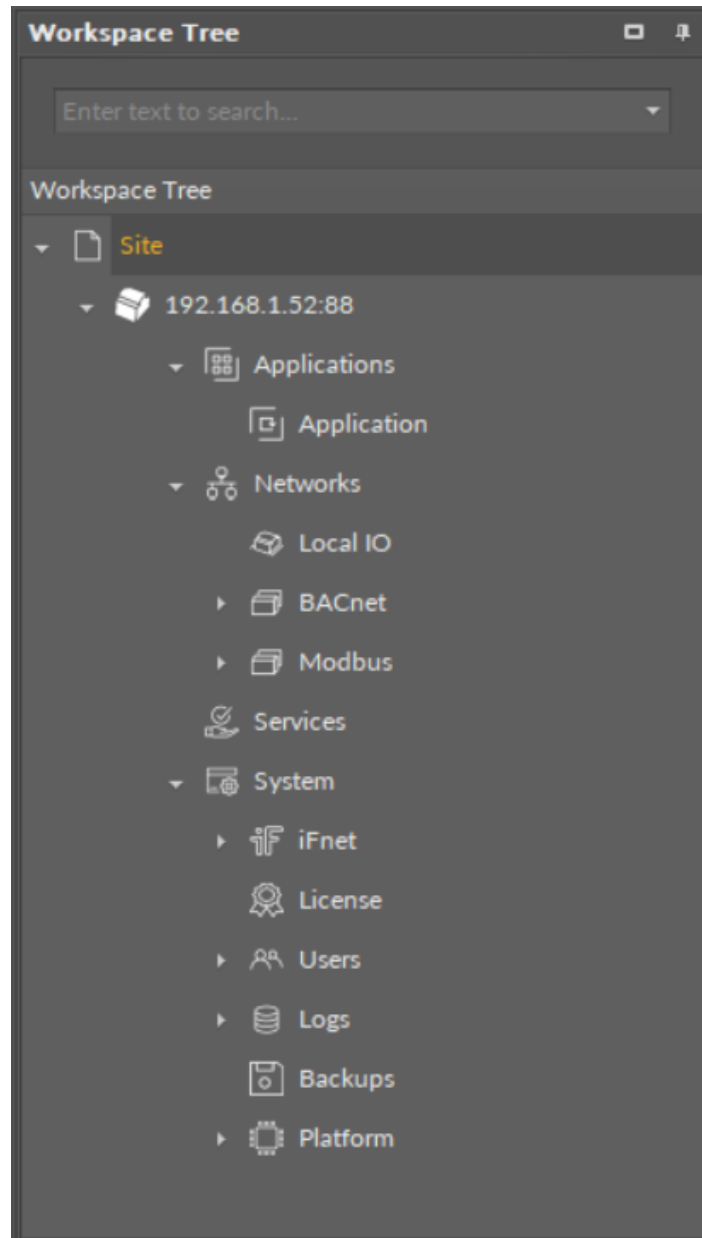 Workspace Tree
Enter text to search...
Workspace Tree
Site
192.168.1.52:88
Applications
Application
Networks
Local IO
BACnet
Modbus
Services
System
iFnet
License
Users
Logs
Backups
Platform